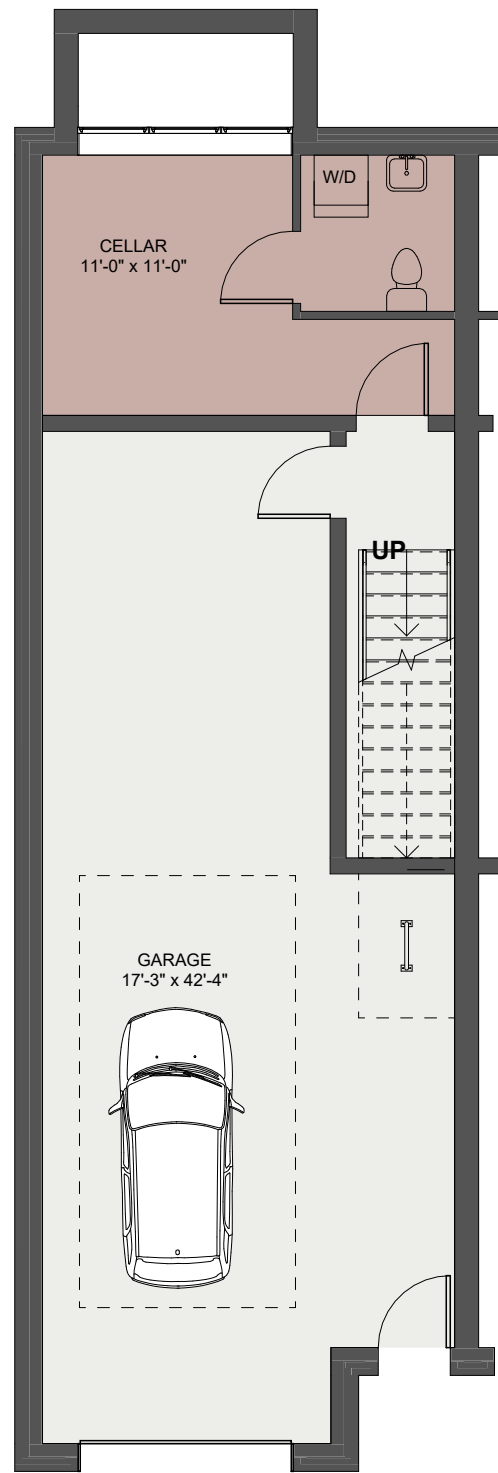 W/D
CELLAR
11'-0" x 11'-0"
UP
GARAGE
17'-3" x 42'-4"